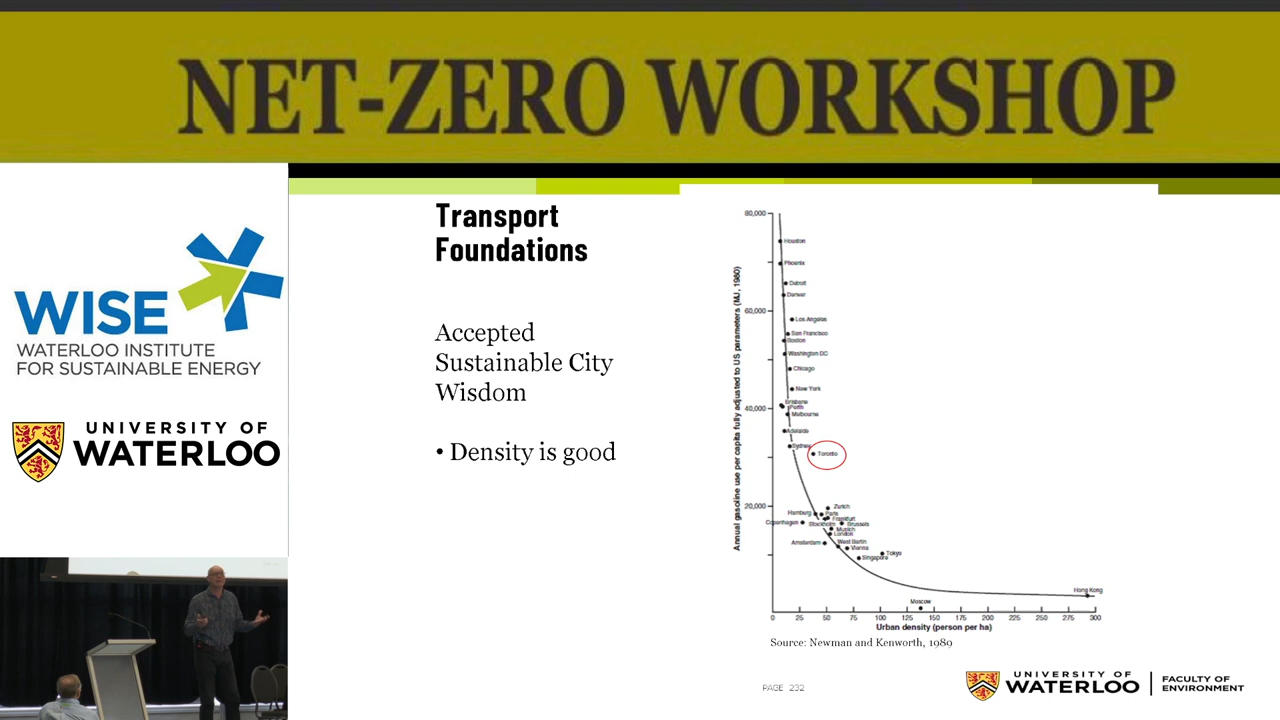 NET-ZERO WORKSHOP
WISE
WATERLOO INSTITUTE
FOR SUSTAINABLE ENERGY
UNIVERSITY OF
WATERLOO
Transport
Foundations
Accepted
Sustainable City
Wisdom
• Density is good
Annual gasoline use per capita fully adjusted to US parameters (MJ, 1980)
80,000
60,000
40,000
20,000
Houston
Phoenix
Detroit
Denver
Los Angeles
San Francisco
Boston
Washington DC
Chicago
New York
Brisbane
Perth
Melbourne
Adelaide
Sydney
Toronto
Zurich
Hamburg
Paris
Frankfurt
Copenhagen
Stockholm
Brussels
Munich
London
Amsterdam
West Berlin
Vienna
Tokyo
Singapore
Hong Kong
Moscow
0 25 50 75 100 125 150 175 200 225 250 275 300
Urban density (person per ha)
Source: Newman and Kenworth, 1989
PAGE 232
UNIVERSITY OF
WATERLOO
FACULTY OF
ENVIRONMENT